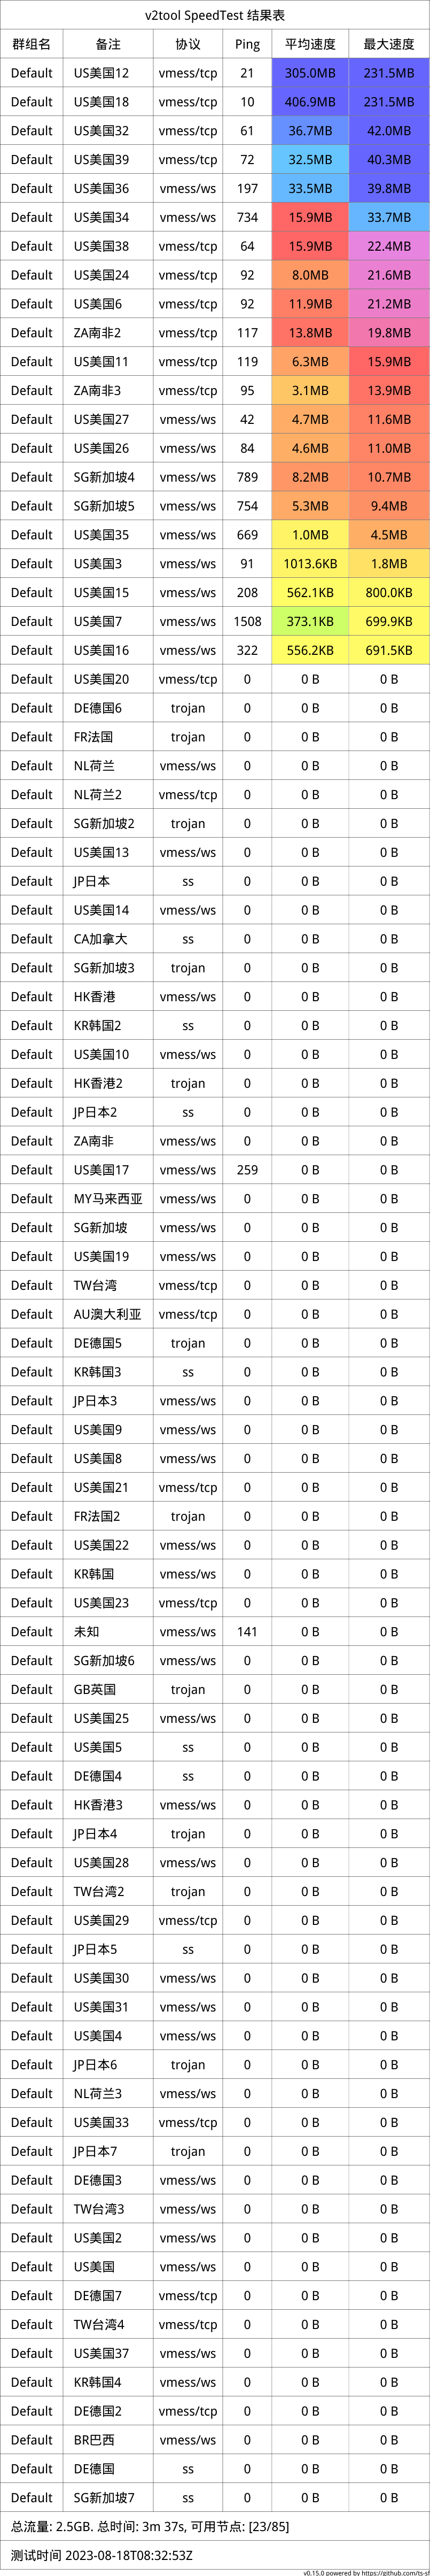 v2tool SpeedTest 结果表
群组名 备注 协议 Ping 平均速度 最大速度
Default US美国12 vmess/tcp 21 305.0MB 231.5MB
Default US美国18 vmess/tcp 10 406.9MB 231.5MB
Default US美国32 vmess/tcp 61 36.7MB 42.0MB
Default US美国39 vmess/tcp 72 32.5MB 40.3MB
Default US美国36 vmess/ws 197 33.5MB 39.8MB
Default US美国34 vmess/ws 734 15.9MB 33.7MB
Default US美国38 vmess/tcp 64 15.9MB 22.4MB
Default US美国24 vmess/tcp 92 8.0MB 21.6MB
Default US美国6 vmess/tcp 92 11.9MB 21.2MB
Default ZA南非2 vmess/tcp 117 13.8MB 19.8MB
Default US美国11 vmess/tcp 119 6.3MB 15.9MB
Default ZA南非3 vmess/tcp 95 3.1MB 13.9MB
Default US美国27 vmess/ws 42 4.7MB 11.6MB
Default US美国26 vmess/ws 84 4.6MB 11.0MB
Default SG新加坡4 vmess/ws 789 8.2MB 10.7MB
Default SG新加坡5 vmess/ws 754 5.3MB 9.4MB
Default US美国35 vmess/ws 669 1.0MB 4.5MB
Default US美国3 vmess/ws 91 1013.6KB 1.8MB
Default US美国15 vmess/ws 208 562.1KB 800.0KB
Default US美国7 vmess/ws 1508 373.1KB 699.9KB
Default US美国16 vmess/ws 322 556.2KB 691.5KB
Default US美国20 vmess/tcp 0 0 B 0 B
Default DE德国6 trojan 0 0 B 0 B
Default FR法国 trojan 0 0 B 0 B
Default NL荷兰 vmess/ws 0 0 B 0 B
Default NL荷兰2 vmess/tcp 0 0 B 0 B
Default SG新加坡2 trojan 0 0 B 0 B
Default US美国13 vmess/ws 0 0 B 0 B
Default JP日本 ss 0 0 B 0 B
Default US美国14 vmess/ws 0 0 B 0 B
Default CA加拿大 ss 0 0 B 0 B
Default SG新加坡3 trojan 0 0 B 0 B
Default HK香港 vmess/ws 0 0 B 0 B
Default KR韩国2 ss 0 0 B 0 B
Default US美国10 vmess/ws 0 0 B 0 B
Default HK香港2 trojan 0 0 B 0 B
Default JP日本2 ss 0 0 B 0 B
Default ZA南非 vmess/ws 0 0 B 0 B
Default US美国17 vmess/ws 259 0 B 0 B
Default MY马来西亚 vmess/ws 0 0 B 0 B
Default SG新加坡 vmess/ws 0 0 B 0 B
Default US美国19 vmess/ws 0 0 B 0 B
Default TW台湾 vmess/tcp 0 0 B 0 B
Default AU澳大利亚 vmess/tcp 0 0 B 0 B
Default DE德国5 trojan 0 0 B 0 B
Default KR韩国3 ss 0 0 B 0 B
Default JP日本3 vmess/ws 0 0 B 0 B
Default US美国9 vmess/ws 0 0 B 0 B
Default US美国8 vmess/ws 0 0 B 0 B
Default US美国21 vmess/tcp 0 0 B 0 B
Default FR法国2 trojan 0 0 B 0 B
Default US美国22 vmess/ws 0 0 B 0 B
Default KR韩国 vmess/ws 0 0 B 0 B
Default US美国23 vmess/tcp 0 0 B 0 B
Default 未知 vmess/ws 141 0 B 0 B
Default SG新加坡6 vmess/ws 0 0 B 0 B
Default GB英国 trojan 0 0 B 0 B
Default US美国25 vmess/ws 0 0 B 0 B
Default US美国5 ss 0 0 B 0 B
Default DE德国4 ss 0 0 B 0 B
Default HK香港3 vmess/ws 0 0 B 0 B
Default JP日本4 trojan 0 0 B 0 B
Default US美国28 vmess/ws 0 0 B 0 B
Default TW台湾2 trojan 0 0 B 0 B
Default US美国29 vmess/tcp 0 0 B 0 B
Default JP日本5 ss 0 0 B 0 B
Default US美国30 vmess/ws 0 0 B 0 B
Default US美国31 vmess/ws 0 0 B 0 B
Default US美国4 vmess/ws 0 0 B 0 B
Default JP日本6 trojan 0 0 B 0 B
Default NL荷兰3 vmess/ws 0 0 B 0 B
Default US美国33 vmess/tcp 0 0 B 0 B
Default JP日本7 trojan 0 0 B 0 B
Default DE德国3 vmess/ws 0 0 B 0 B
Default TW台湾3 vmess/ws 0 0 B 0 B
Default US美国2 vmess/ws 0 0 B 0 B
Default US美国 vmess/ws 0 0 B 0 B
Default DE德国7 vmess/tcp 0 0 B 0 B
Default TW台湾4 vmess/tcp 0 0 B 0 B
Default US美国37 vmess/ws 0 0 B 0 B
Default KR韩国4 vmess/ws 0 0 B 0 B
Default DE德国2 vmess/tcp 0 0 B 0 B
Default BR巴西 vmess/ws 0 0 B 0 B
Default DE德国 ss 0 0 B 0 B
Default SG新加坡7 ss 0 0 B 0 B
总流量: 2.5GB. 总时间: 3m 37s, 可用节点: [23/85]
测试时间 2023-08-18T08:32:53Z
v0.15.0 powered by https://github.com/ts-sf